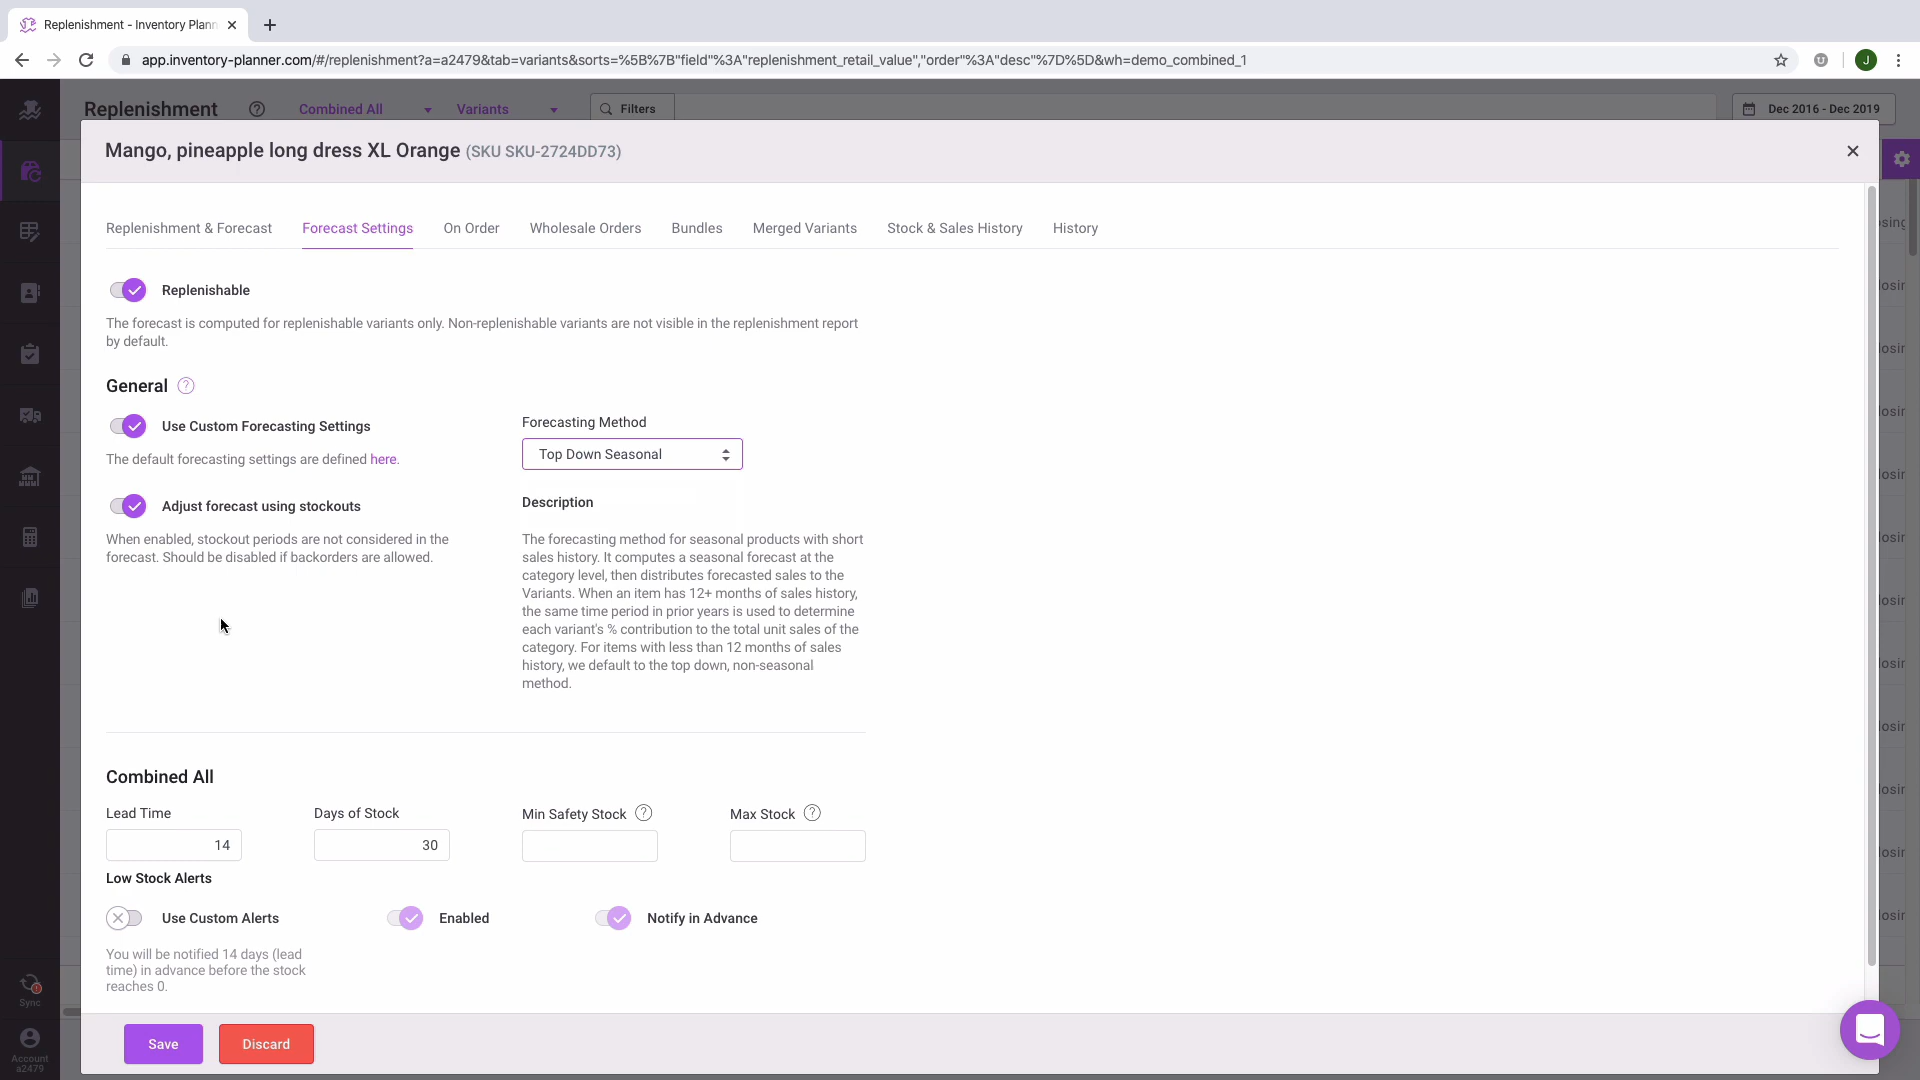 Replenishment - Inventory Plann
app.inventory-planner.com/#/replenishment?a=a2479&tab=variants&sorts=%5B%7B"field"%3A"replenishment_retail_value","order"%3A"desc"%7D%5D&wh=demo_combined_1
J
Replenishment ? Combined All Variants Filters Dec 2016 - Dec 2019
Mango, pineapple long dress XL Orange (SKU SKU-2724DD73)
Replenishment & Forecast Forecast Settings On Order Wholesale Orders Bundles Merged Variants Stock & Sales History History
Replenishable
The forecast is computed for replenishable variants only. Non-replenishable variants are not visible in the replenishment report
by default.
General ?
Use Custom Forecasting Settings
The default forecasting settings are defined here.
Adjust forecast using stockouts
When enabled, stockout periods are not considered in the
forecast. Should be disabled if backorders are allowed.
Forecasting Method
Top Down Seasonal
Description
The forecasting method for seasonal products with short
sales history. It computes a seasonal forecast at the
category level, then distributes forecasted sales to the
Variants. When an item has 12+ months of sales history,
the same time period in prior years is used to determine
each variant's % contribution to the total unit sales of the
category. For items with less than 12 months of sales
history, we default to the top down, non-seasonal
method.
Combined All
Lead Time Days of Stock Min Safety Stock ? Max Stock ?
14 30
Low Stock Alerts
Use Custom Alerts Enabled Notify in Advance
You will be notified 14 days (lead
time) in advance before the stock
reaches 0.
Save Discard
Sync
Account
a2479